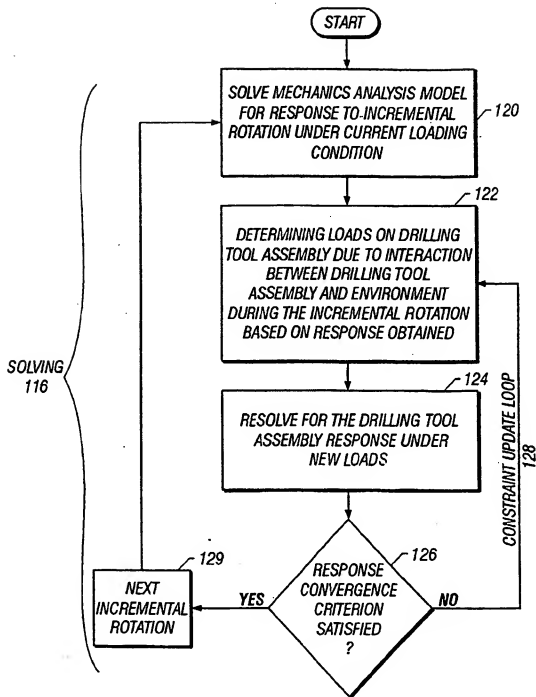 START
SOLVE MECHANICS ANALYSIS MODEL
FOR RESPONSE TO INCREMENTAL
ROTATION UNDER CURRENT LOADING
CONDITION
120
122
DETERMINING LOADS ON DRILLING
TOOL ASSEMBLY DUE TO INTERACTION
BETWEEN DRILLING TOOL
ASSEMBLY AND ENVIRONMENT
DURING THE INCREMENTAL ROTATION
BASED ON RESPONSE OBTAINED
SOLVING
116
124
RESOLVE FOR THE DRILLING TOOL
ASSEMBLY RESPONSE UNDER
NEW LOADS
CONSTRAINT UPDATE LOOP
128
126
RESPONSE
CONVERGENCE
CRITERION
SATISFIED
?
YES
NO
129
NEXT
INCREMENTAL
ROTATION